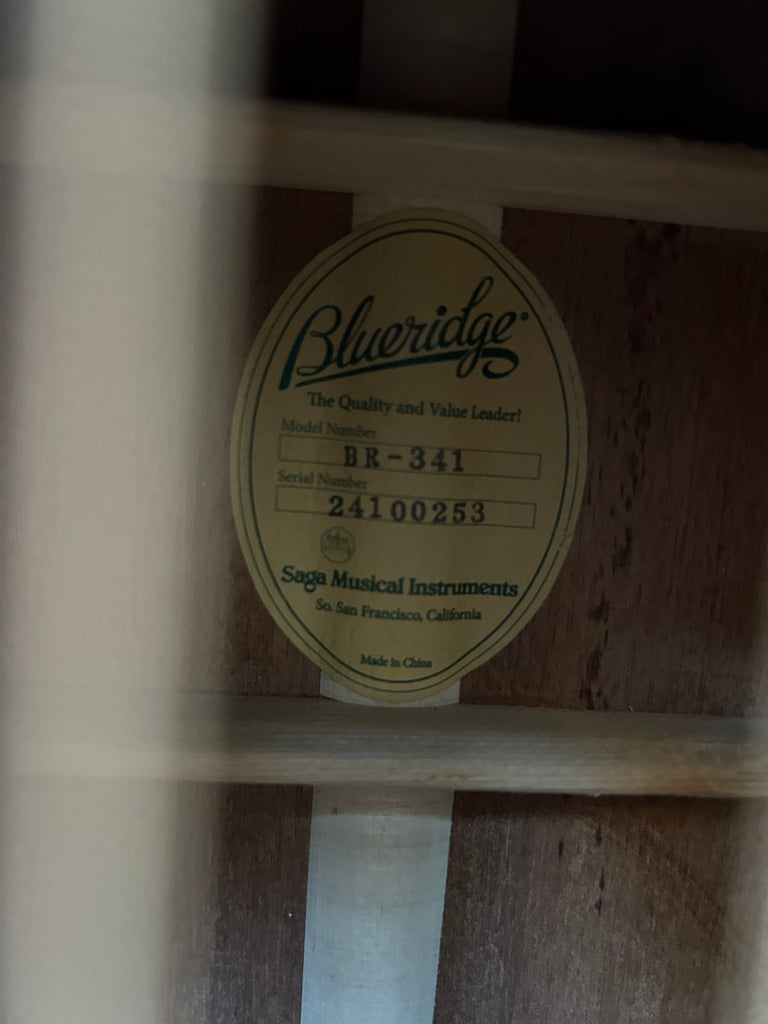 Blueridge®
The Quality and Value Leader!
Model Number
BR-341
Serial Number
24100253
Saga Musical Instruments
So. San Francisco, California
Made in China